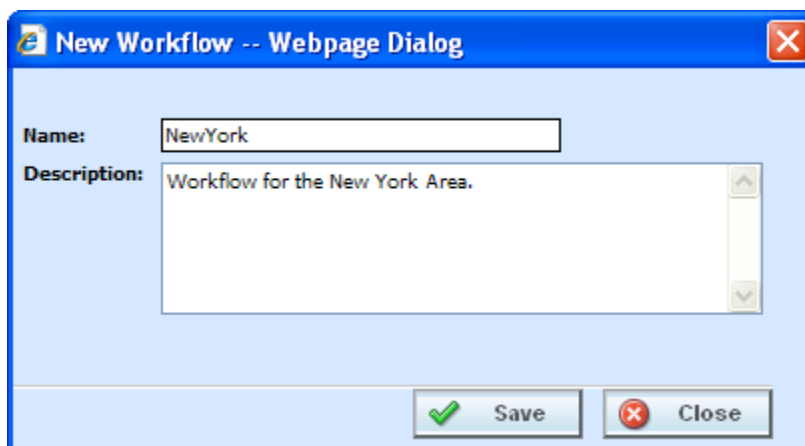 New Workflow -- Webpage Dialog
Name: NewYork
Description: Workflow for the New York Area.
Save Close